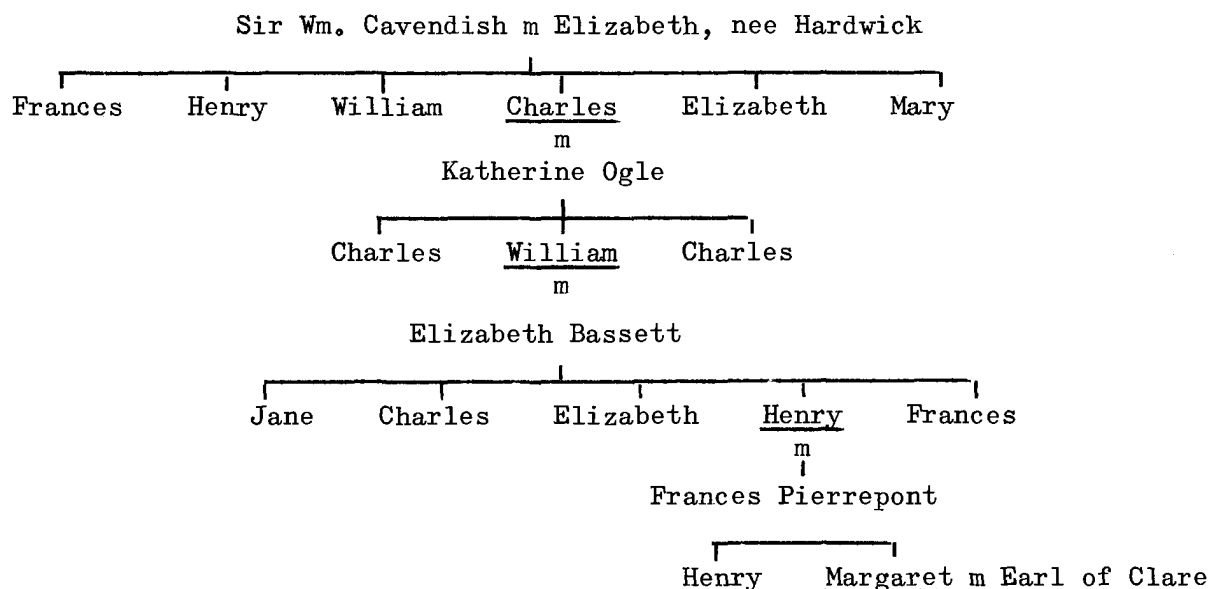 Sir Wm. Cavendish m Elizabeth, nee Hardwick
Frances Henry William Charles Elizabeth Mary
m
Katherine Ogle
Charles William Charles
m
Elizabeth Bassett
Jane Charles Elizabeth Henry Frances
m
Frances Pierrepont
Henry Margaret m Earl of Clare